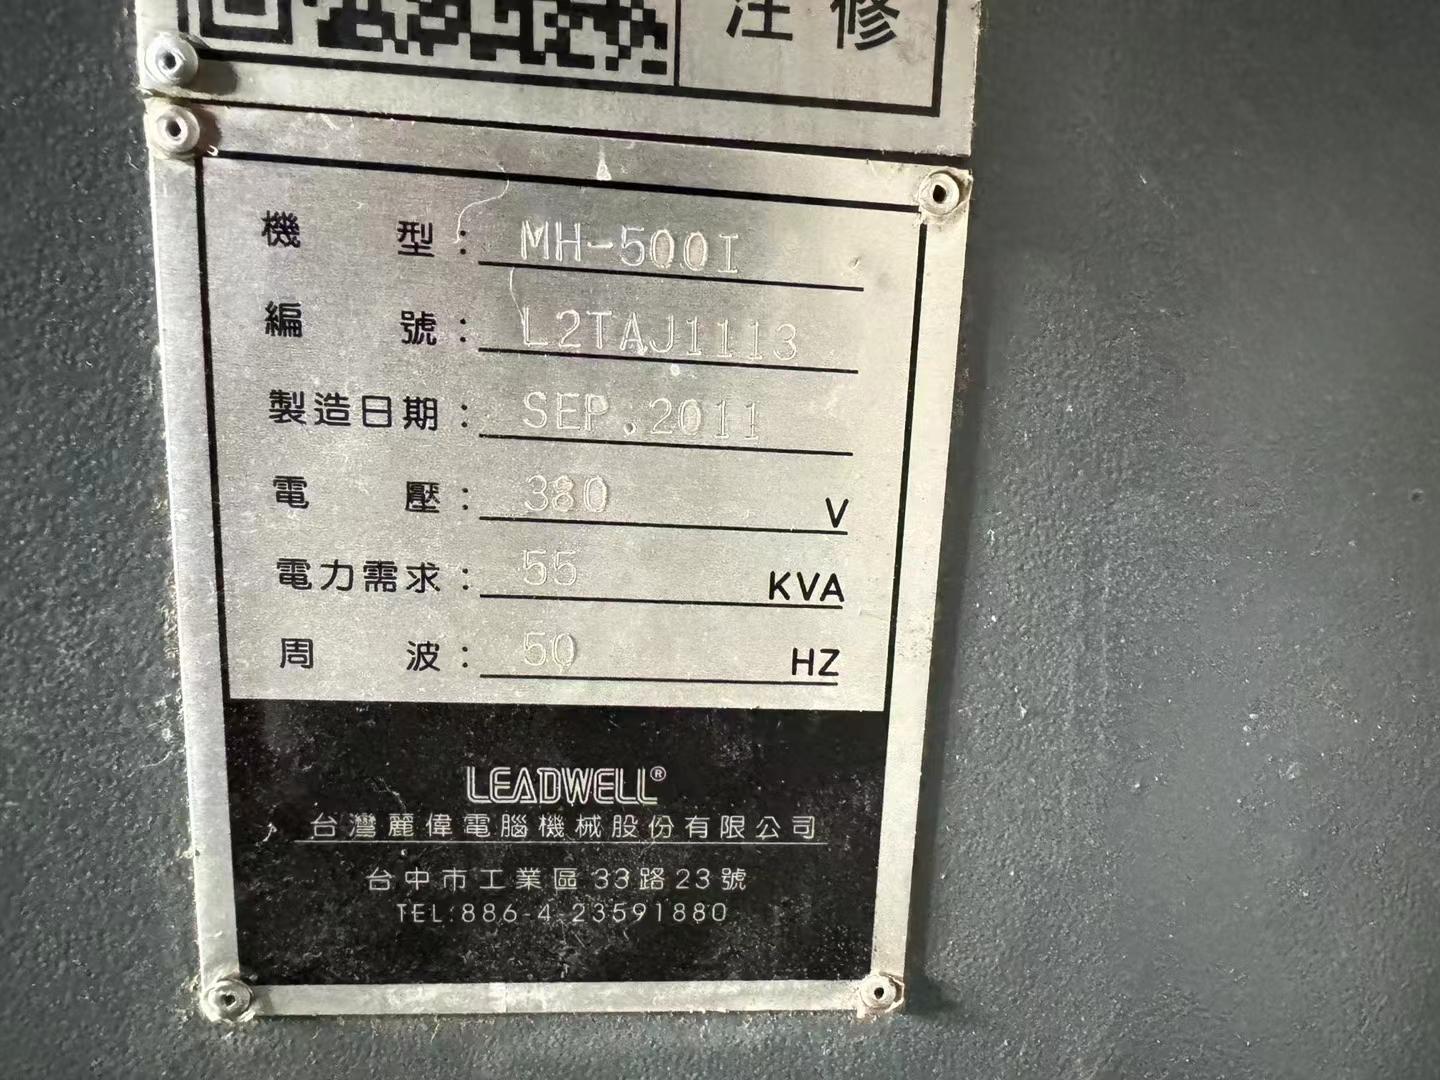 注 修
機 型： MH-500I
編 號： L2TAJ1113
製造日期： SEP.2011
電 壓： 380 V
電力需求： 55 KVA
周 波： 50 HZ
LEADWELL®
台灣麗偉電腦機械股份有限公司
台中市工業區33路23號
TEL:886-4-23591880